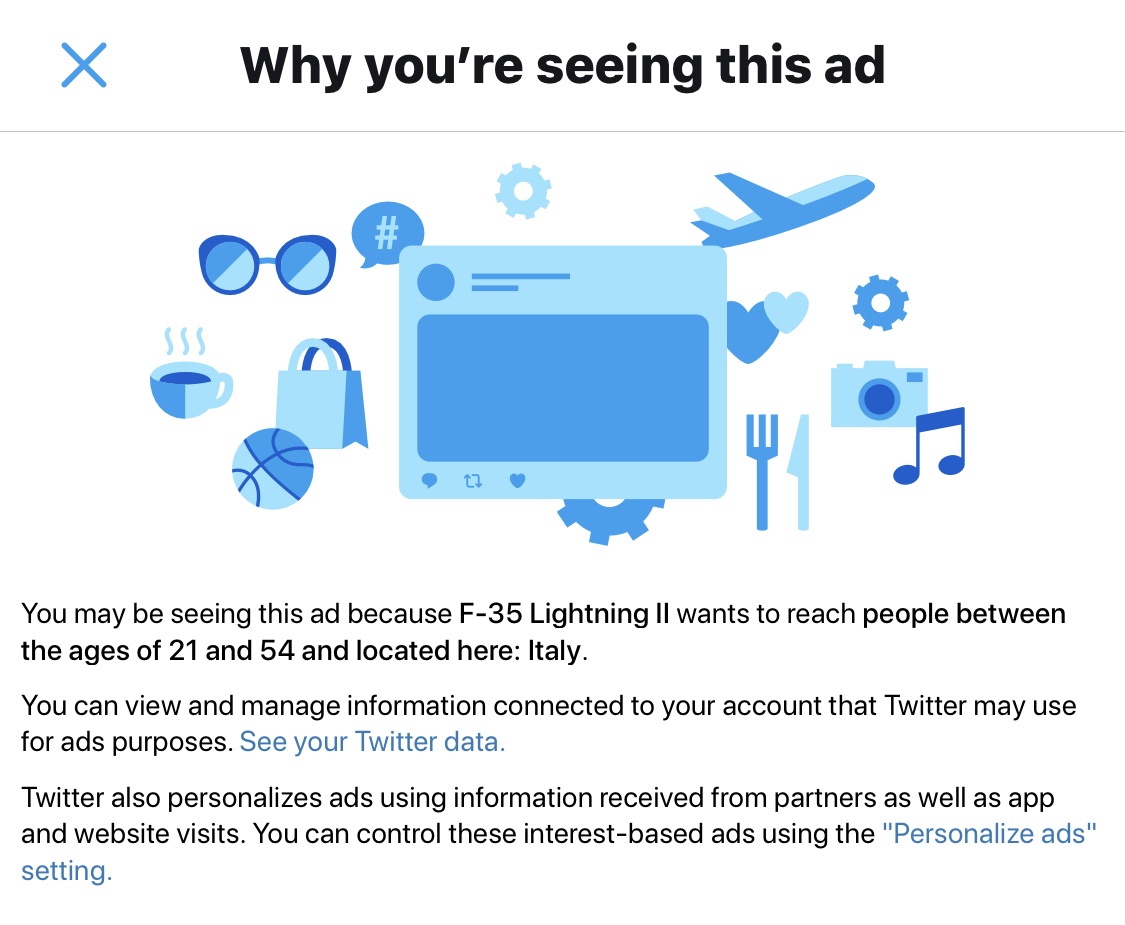 Why you’re seeing this ad
#
You may be seeing this ad because F-35 Lightning II wants to reach people between
the ages of 21 and 54 and located here: Italy.
You can view and manage information connected to your account that Twitter may use
for ads purposes. See your Twitter data.
Twitter also personalizes ads using information received from partners as well as app
and website visits. You can control these interest-based ads using the "Personalize ads"
setting.